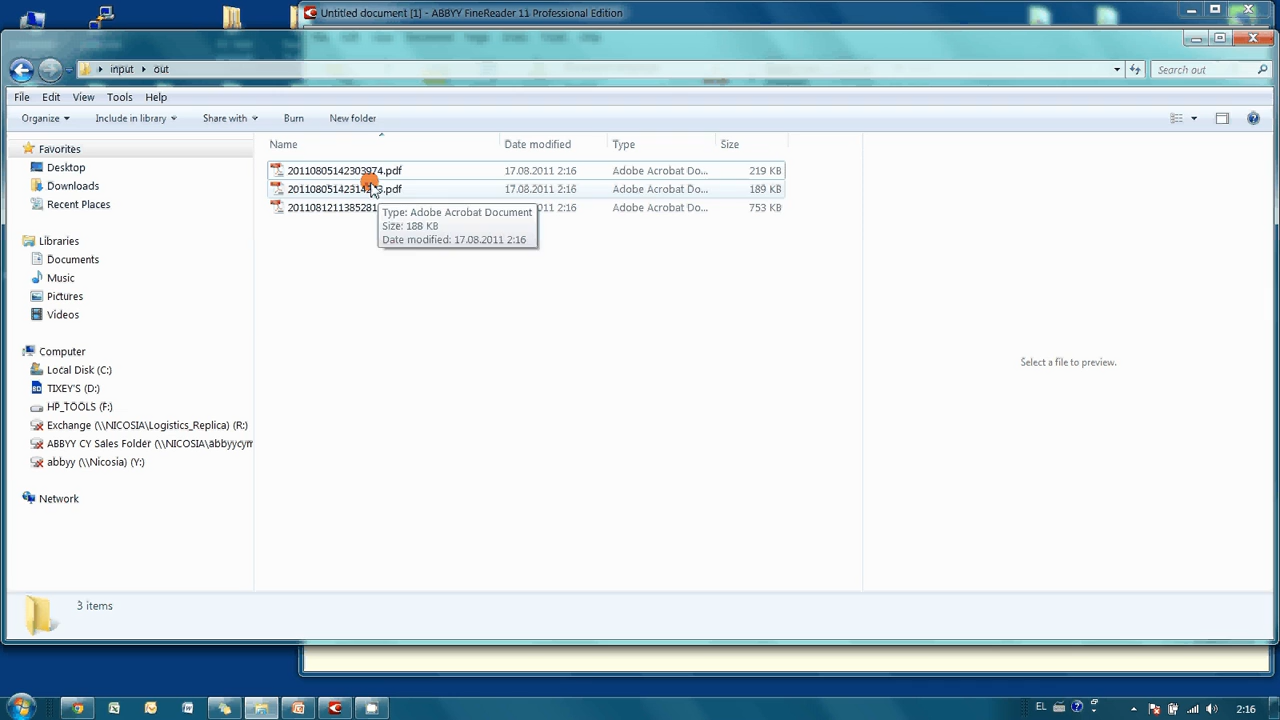 Untitled document [1] - ABBYY FineReader 11 Professional Edition
input out
Search out
File Edit View Tools Help
Organize Include in library Share with Burn New folder
Name Date modified Type Size
Favorites
Desktop
Downloads
Recent Places
Libraries
Documents
Music
Pictures
Videos
Computer
Local Disk (C:)
TIXEY'S (D:)
HP_TOOLS (F:)
Exchange (\\NICOSIA\Logistics_Replica) (R:)
ABBYY CY Sales Folder (\\NICOSIA\abbyycyn
abbyy (\\Nicosia) (Y:)
Network
20110805142303974.pdf 17.08.2011 2:16 Adobe Acrobat Do... 219 KB
17.08.2011 2:16 Adobe Acrobat Do... 189 KB
2011081211385281 2:16 Adobe Acrobat Do... 753 KB
Type: Adobe Acrobat Document
Size: 188 KB
Date modified: 17.08.2011 2:16
Select a file to preview.
3 items
EL 2:16